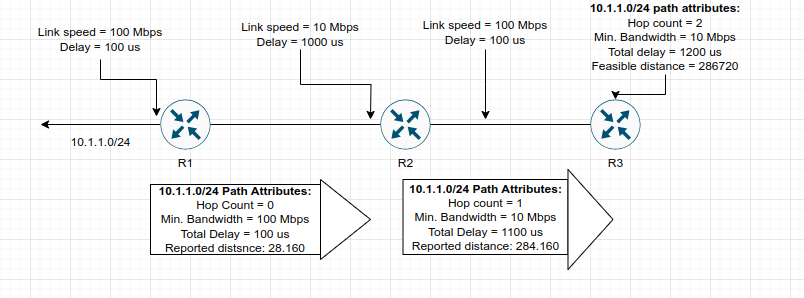 Link speed = 100 Mbps
Delay = 100 us
Link speed = 10 Mbps
Delay = 1000 us
Link speed = 100 Mbps
Delay = 100 us
10.1.1.0/24 path attributes:
Hop count = 2
Min. Bandwidth = 10 Mbps
Total delay = 1200 us
Feasible distance = 286720
10.1.1.0/24
R1
R2
R3
10.1.1.0/24 Path Attributes:
Hop Count = 0
Min. Bandwidth = 100 Mbps
Total Delay = 100 us
Reported distsnce: 28.160
10.1.1.0/24 Path Attributes:
Hop count = 1
Min. Bandwidth = 10 Mbps
Total Delay = 1100 us
Reported distance: 284.160